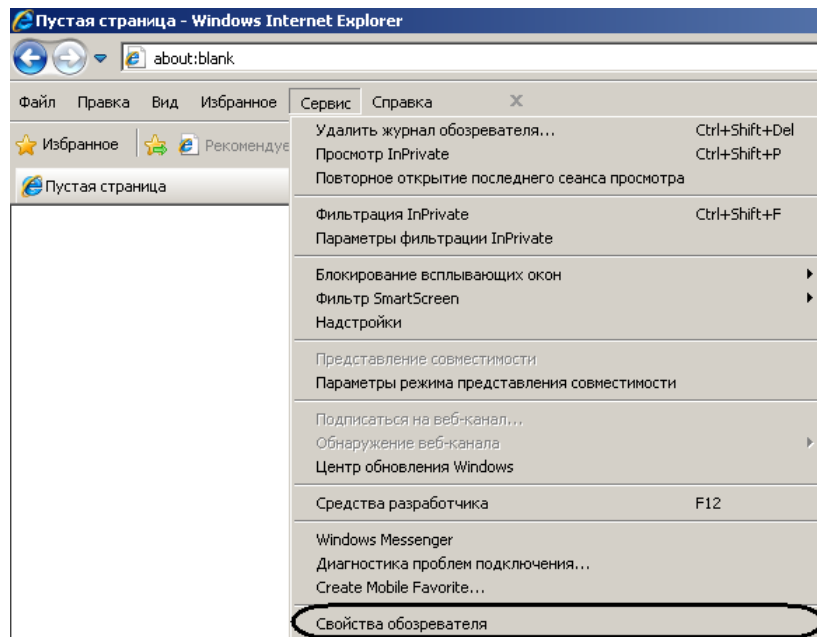 Пустая страница - Windows Internet Explorer
about:blank
Файл Правка Вид Избранное Сервис Справка X
Избранное Рекомендуе
Пустая страница
Удалить журнал обозревателя... Ctrl+Shift+Del
Просмотр InPrivate Ctrl+Shift+P
Повторное открытие последнего сеанса просмотра
Фильтрация InPrivate Ctrl+Shift+F
Параметры фильтрации InPrivate
Блокирование всплывающих окон
Фильтр SmartScreen
Надстройки
Представление совместимости
Параметры режима представления совместимости
Подписаться на веб-канал...
Обнаружение веб-канала
Центр обновления Windows
Средства разработчика F12
Windows Messenger
Диагностика проблем подключения...
Create Mobile Favorite...
Свойства обозревателя